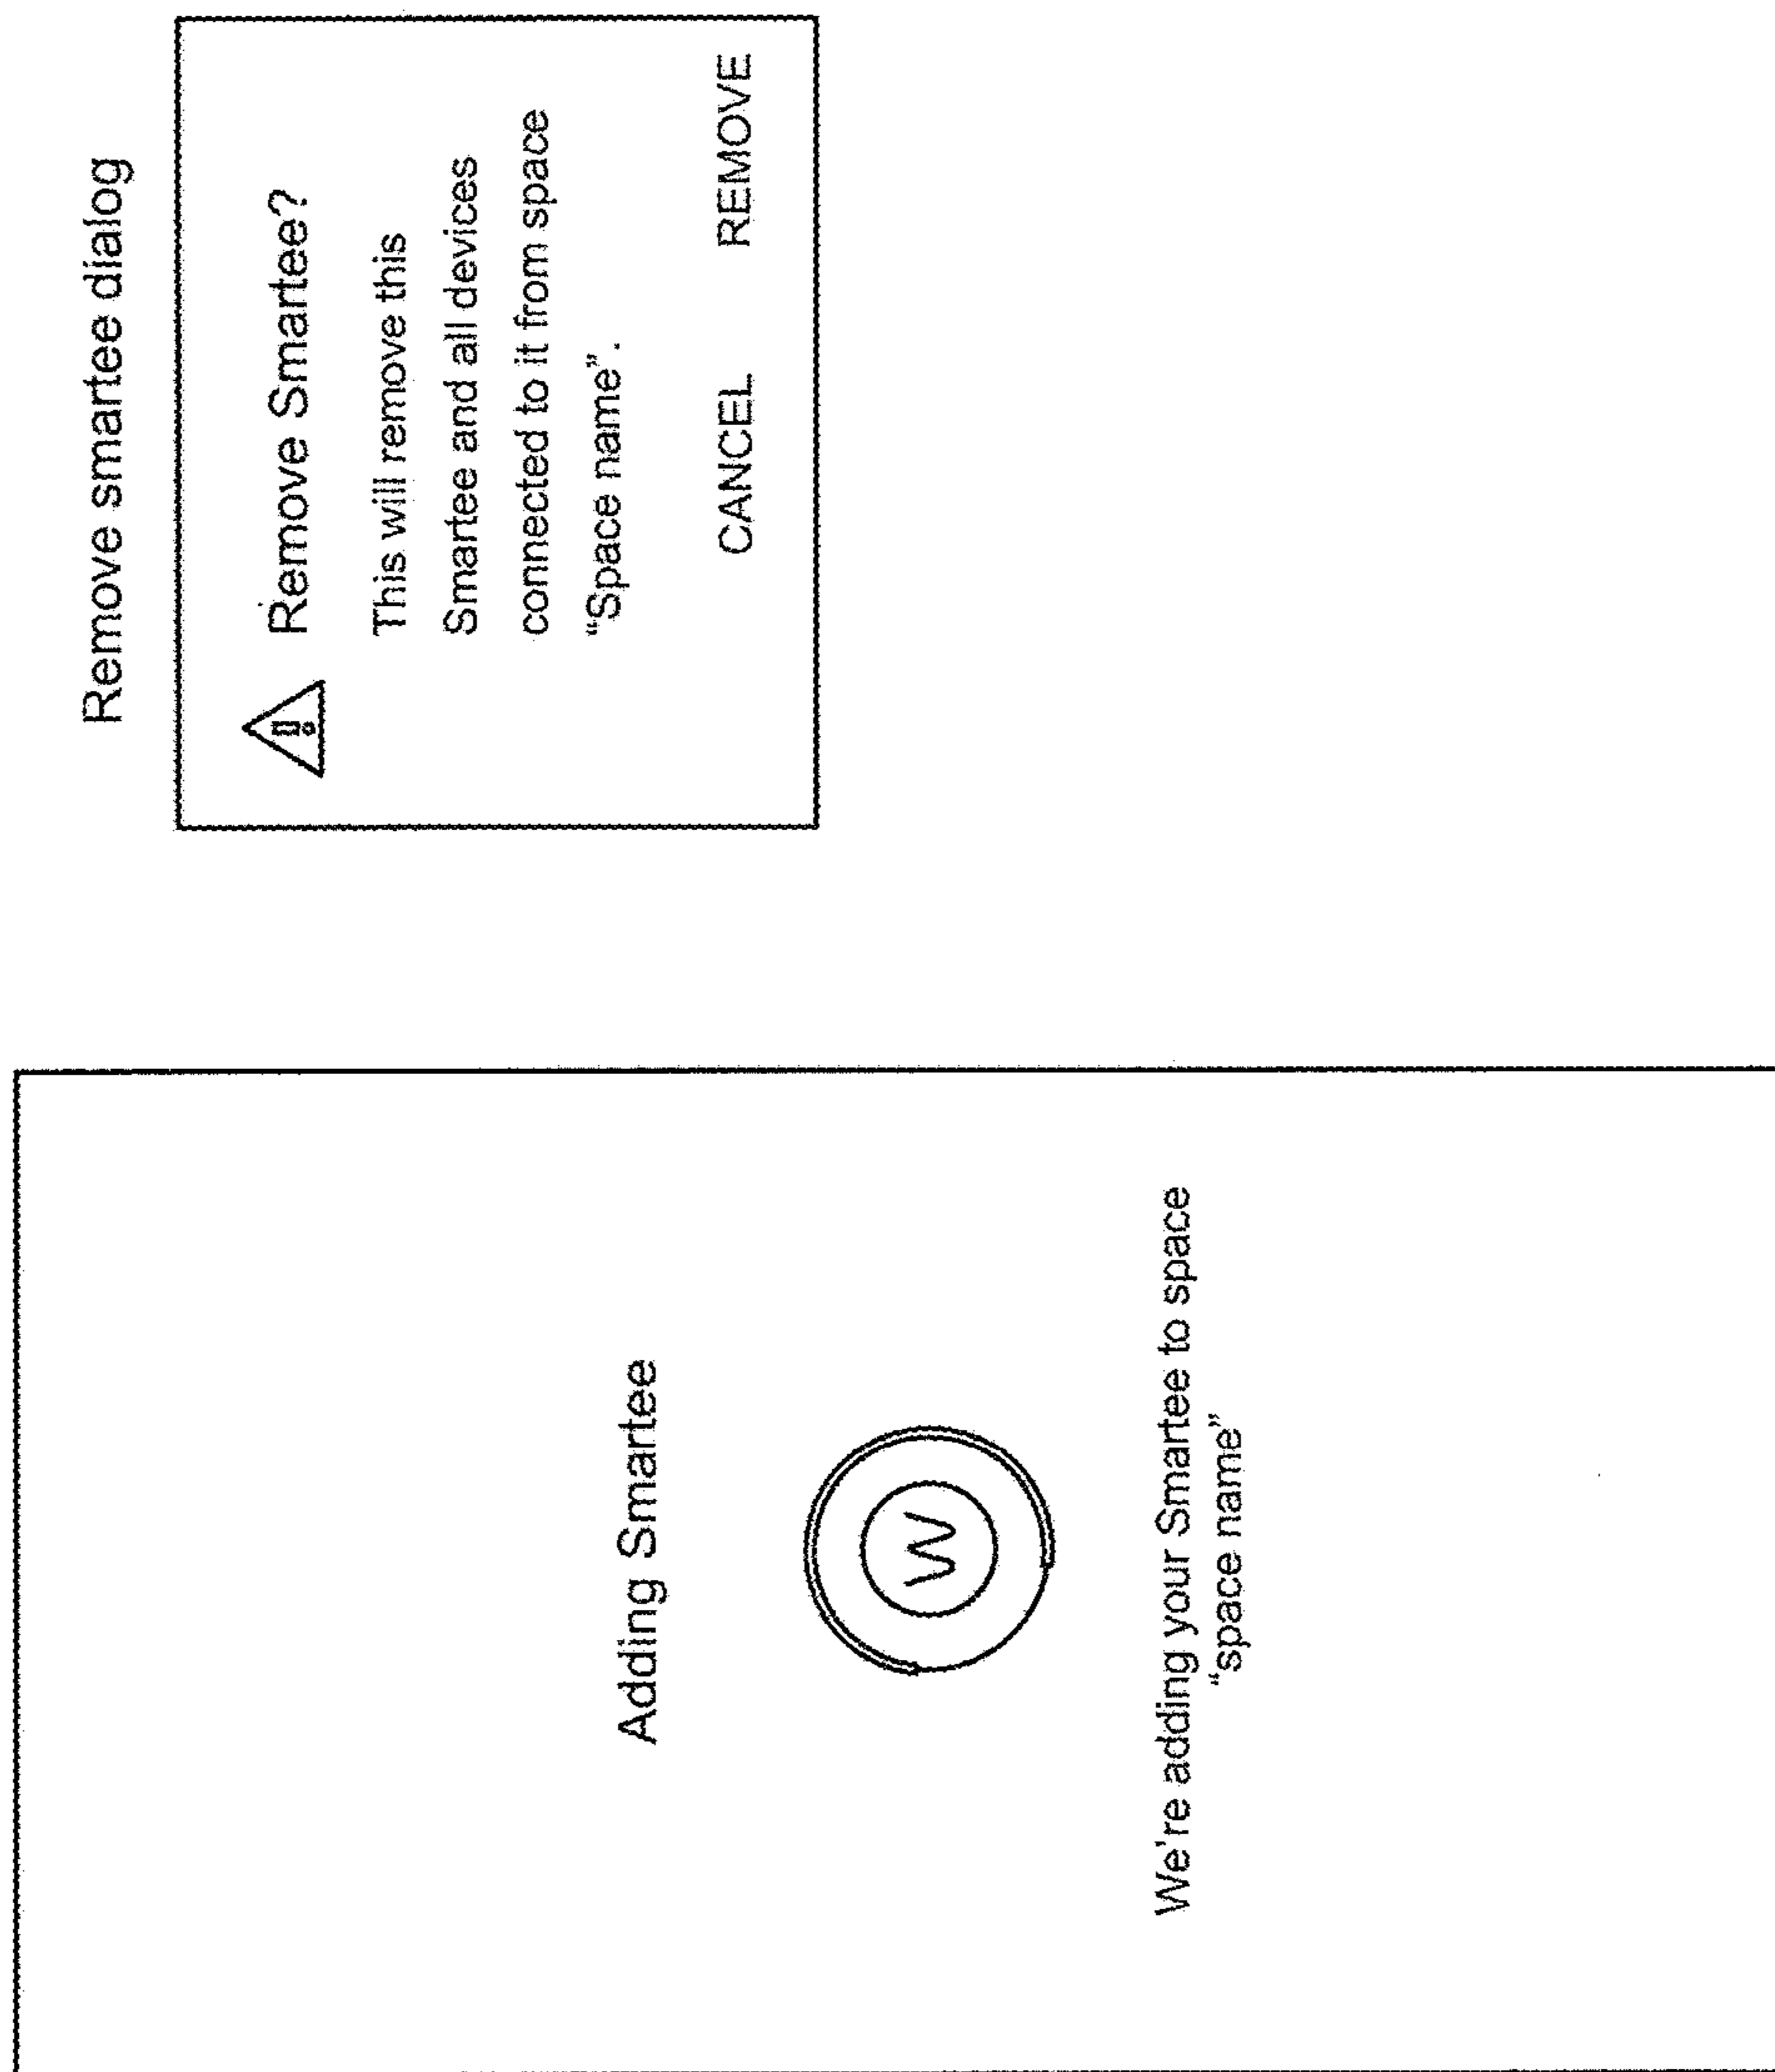 Adding Smartee
W
We're adding your Smartee to space
“space name”
Remove smartee dialog
Remove Smartee?
This will remove this
Smartee and all devices
connected to it from space
“Space name”.
CANCEL REMOVE